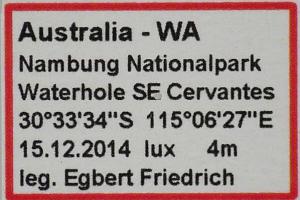 Australia - WA
Nambung Nationalpark
Waterhole SE Cervantes
30°33'34"S 115°06'27"E
15.12.2014 lux 4m
leg. Egbert Friedrich